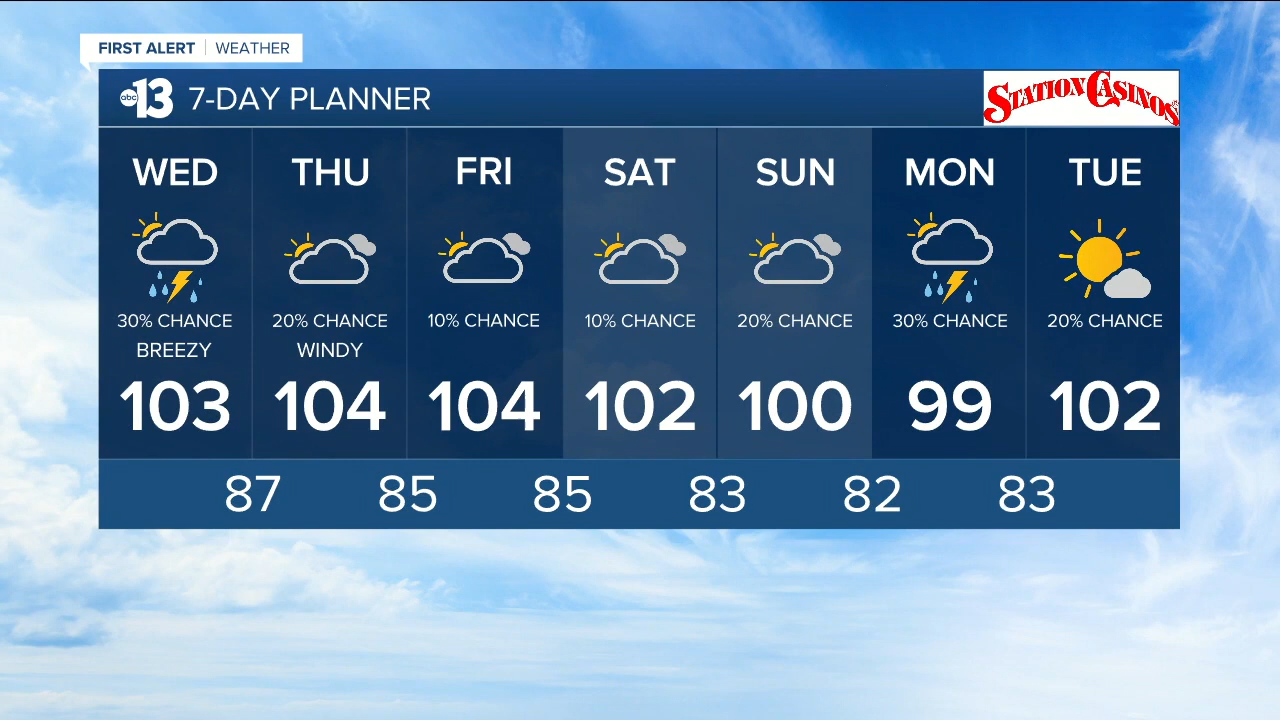 FIRST ALERT | WEATHER
abc 13 7-DAY PLANNER
STATION CASINOS
WED THU FRI SAT SUN MON TUE
30% CHANCE 20% CHANCE 10% CHANCE 10% CHANCE 20% CHANCE 30% CHANCE 20% CHANCE
BREEZY WINDY
103 104 104 102 100 99 102
87 85 85 83 82 83